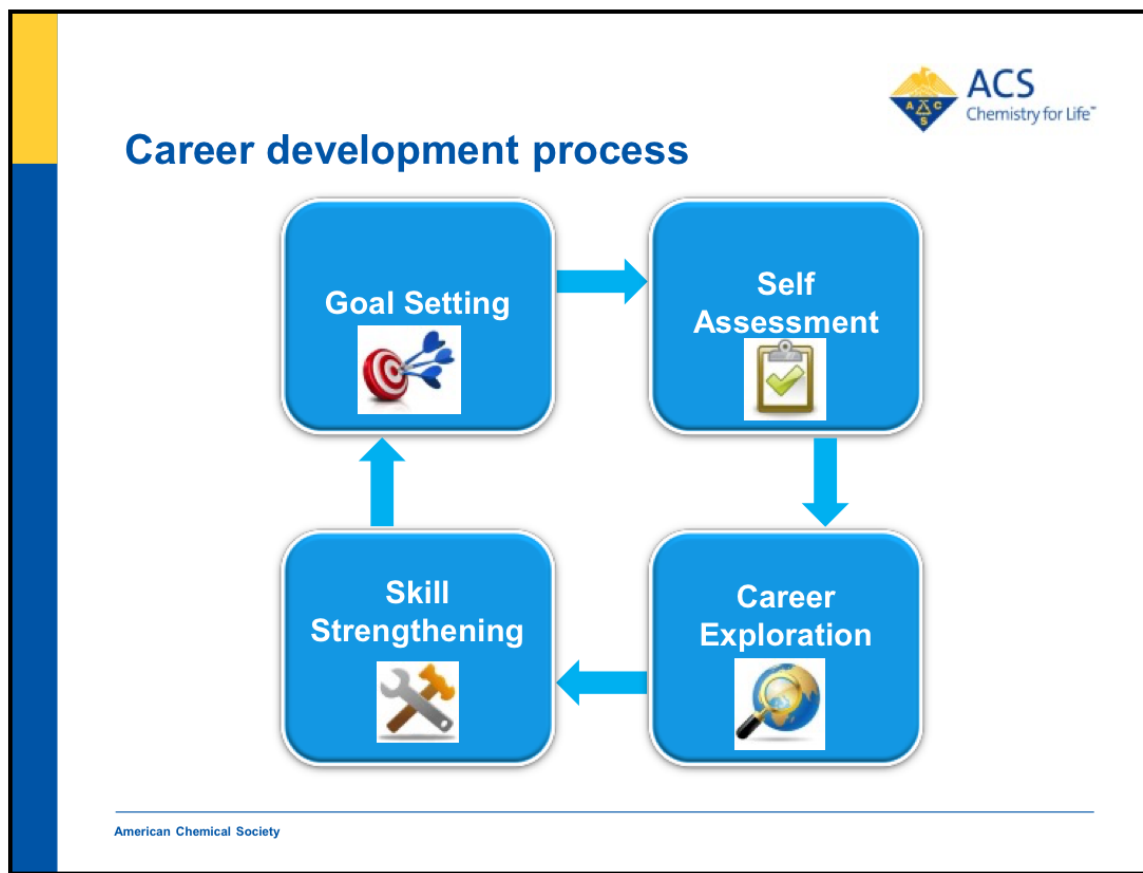 ACS
Chemistry for Life™
A C
S
Career development process
Goal Setting
Self
Assessment
Skill
Strengthening
Career
Exploration
American Chemical Society